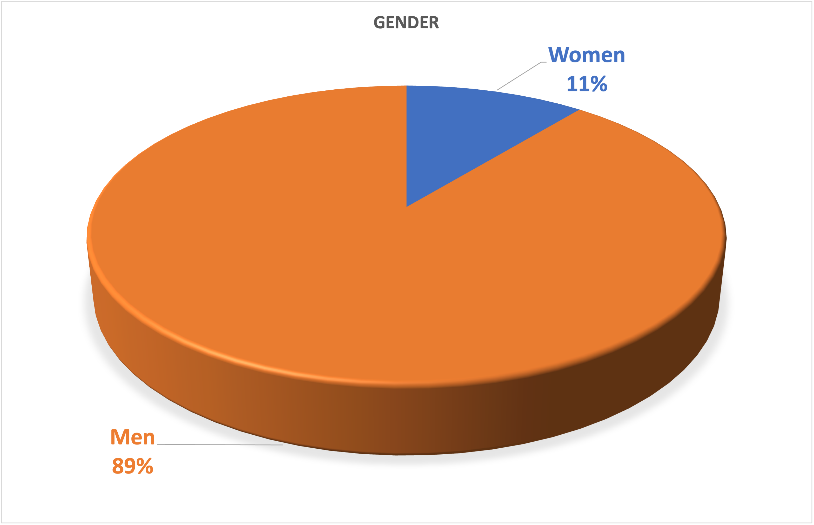 GENDER
Women
11%
Men
89%